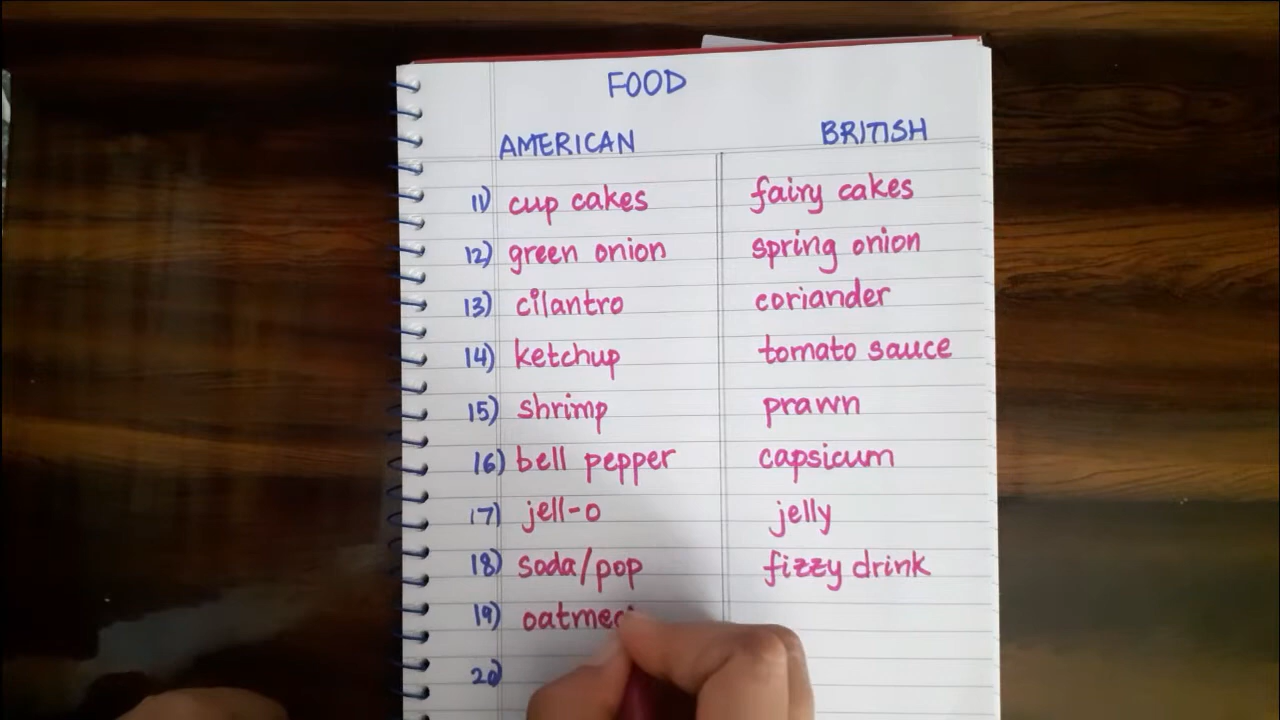 FOOD
AMERICAN BRITISH
11) cup cakes fairy cakes
12) green onion spring onion
13) cilantro coriander
14) ketchup tomato sauce
15) shrimp prawn
16) bell pepper capsicum
17) jell-o jelly
18) soda/pop fizzy drink
19)
20)